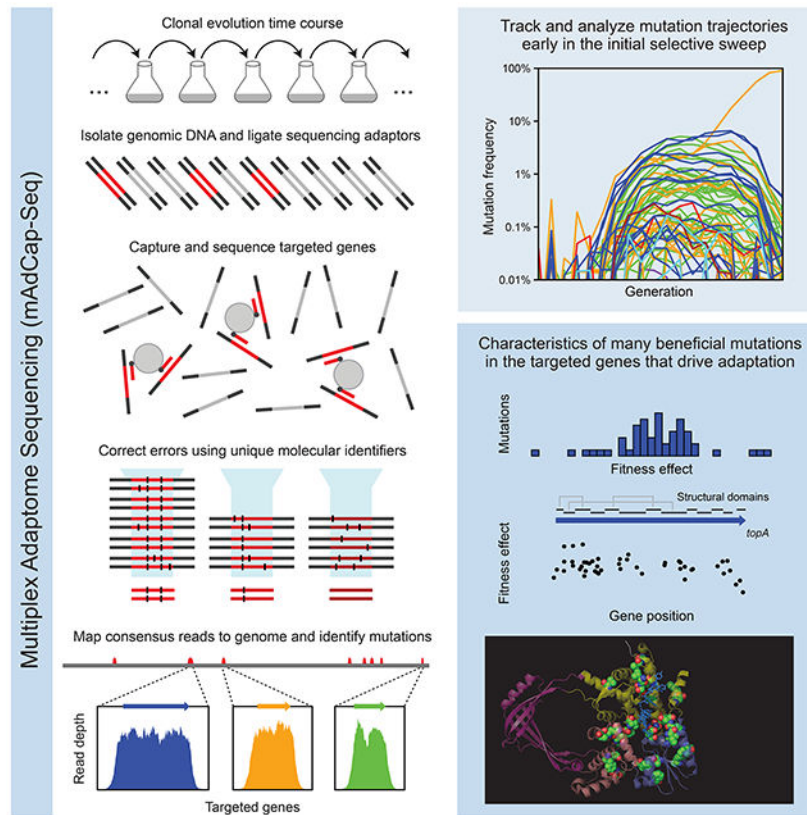 Multiplex Adaptome Sequencing (mAdCap-Seq)
Clonal evolution time course
... ...
Isolate genomic DNA and ligate sequencing adaptors
Capture and sequence targeted genes
Correct errors using unique molecular identifiers
Map consensus reads to genome and identify mutations
Read depth
Targeted genes
Track and analyze mutation trajectories
early in the initial selective sweep
Mutation frequency
100%
10%
1%
0.1%
0.01%
Generation
Characteristics of many beneficial mutations
in the targeted genes that drive adaptation
Mutations
Fitness effect
Structural domains
topA
Fitness effect
Gene position